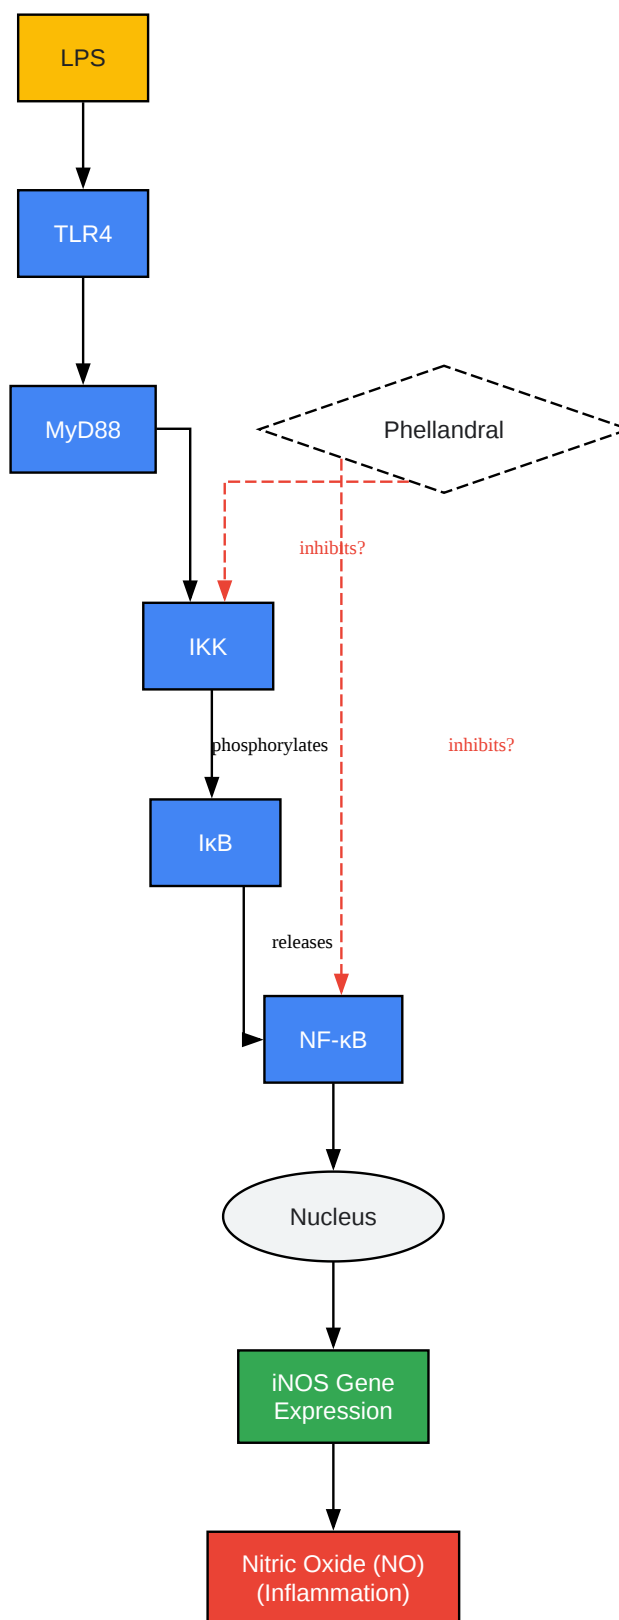 LPS
TLR4
MyD88
Phellandral
inhibits?
IKK
phosphorylates
inhibits?
IκB
releases
NF-κB
Nucleus
iNOS Gene
Expression
Nitric Oxide (NO)
(Inflammation)